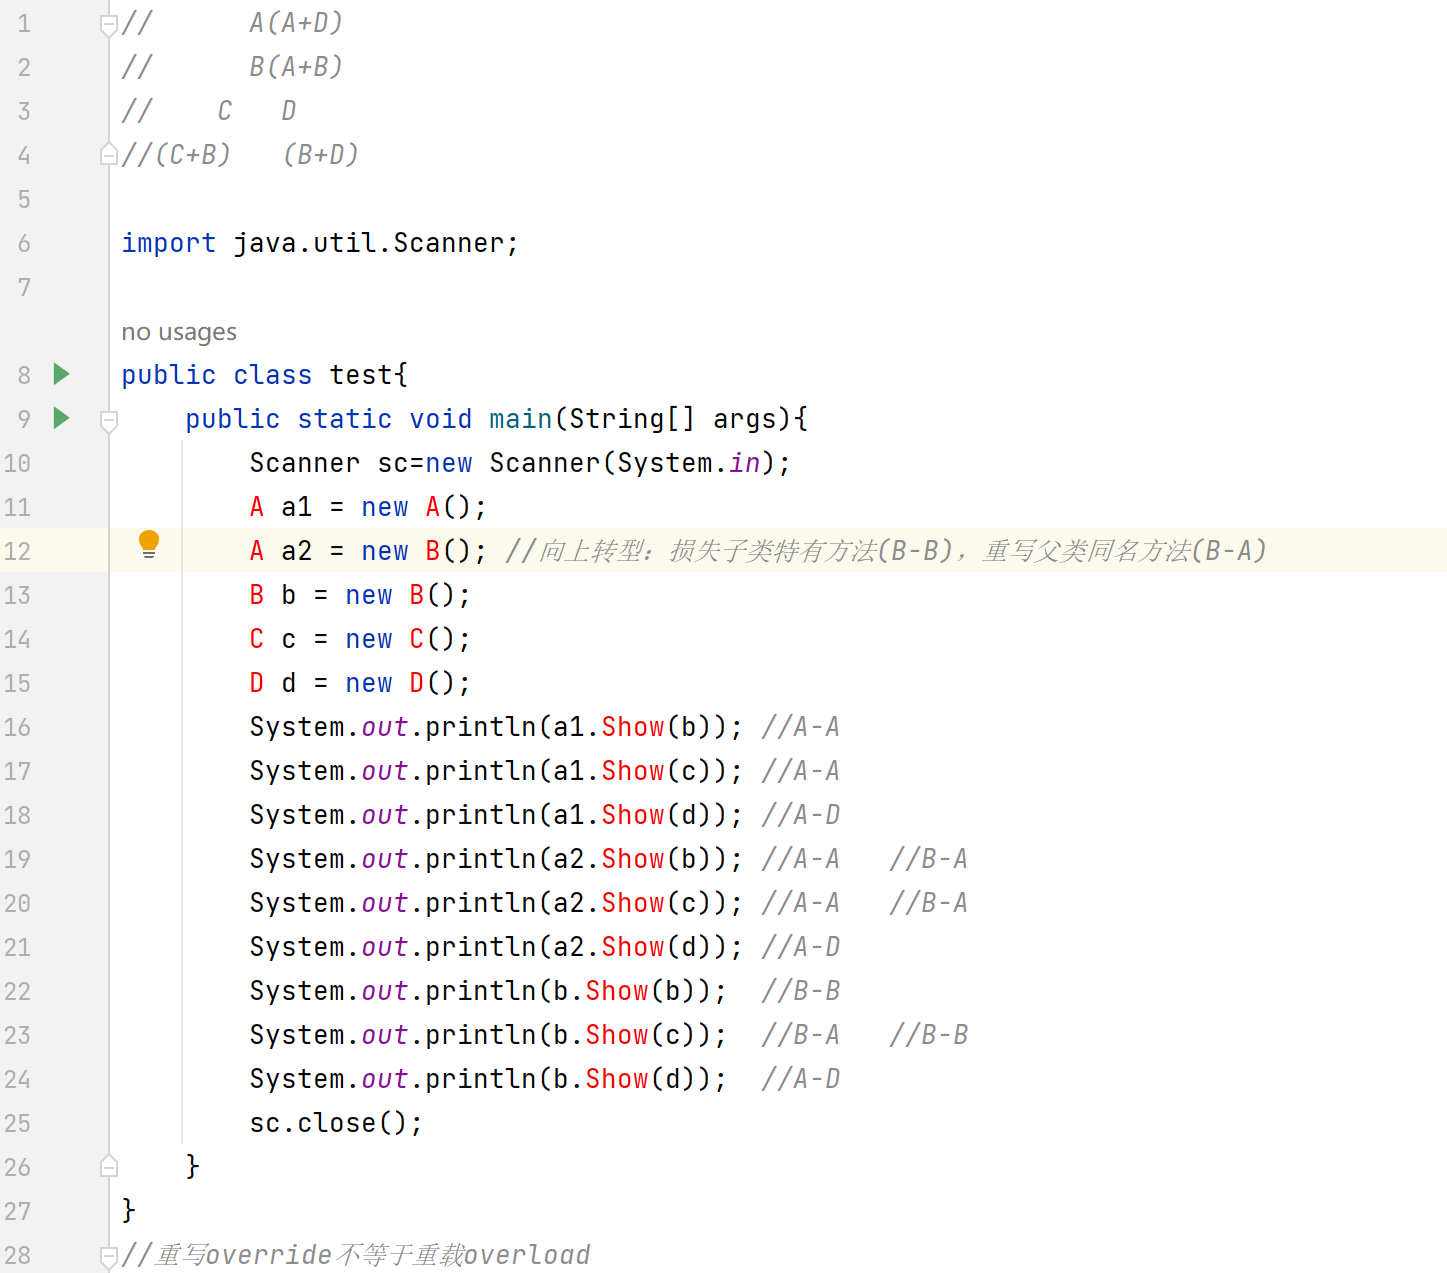 1 //      A(A+D)
2 //      B(A+B)
3 //    C   D
4 //(C+B)   (B+D)
5
6 import java.util.Scanner;
7
no usages
8 public class test{
9     public static void main(String[] args){
10         Scanner sc=new Scanner(System.in);
11         A a1 = new A();
12         A a2 = new B(); //向上转型：损失子类特有方法(B-B)，重写父类同名方法(B-A)
13         B b = new B();
14         C c = new C();
15         D d = new D();
16         System.out.println(a1.Show(b)); //A-A
17         System.out.println(a1.Show(c)); //A-A
18         System.out.println(a1.Show(d)); //A-D
19         System.out.println(a2.Show(b)); //A-A   //B-A
20         System.out.println(a2.Show(c)); //A-A   //B-A
21         System.out.println(a2.Show(d)); //A-D
22         System.out.println(b.Show(b));  //B-B
23         System.out.println(b.Show(c));  //B-A   //B-B
24         System.out.println(b.Show(d));  //A-D
25         sc.close();
26     }
27 }
28 //重写override不等于重载overload